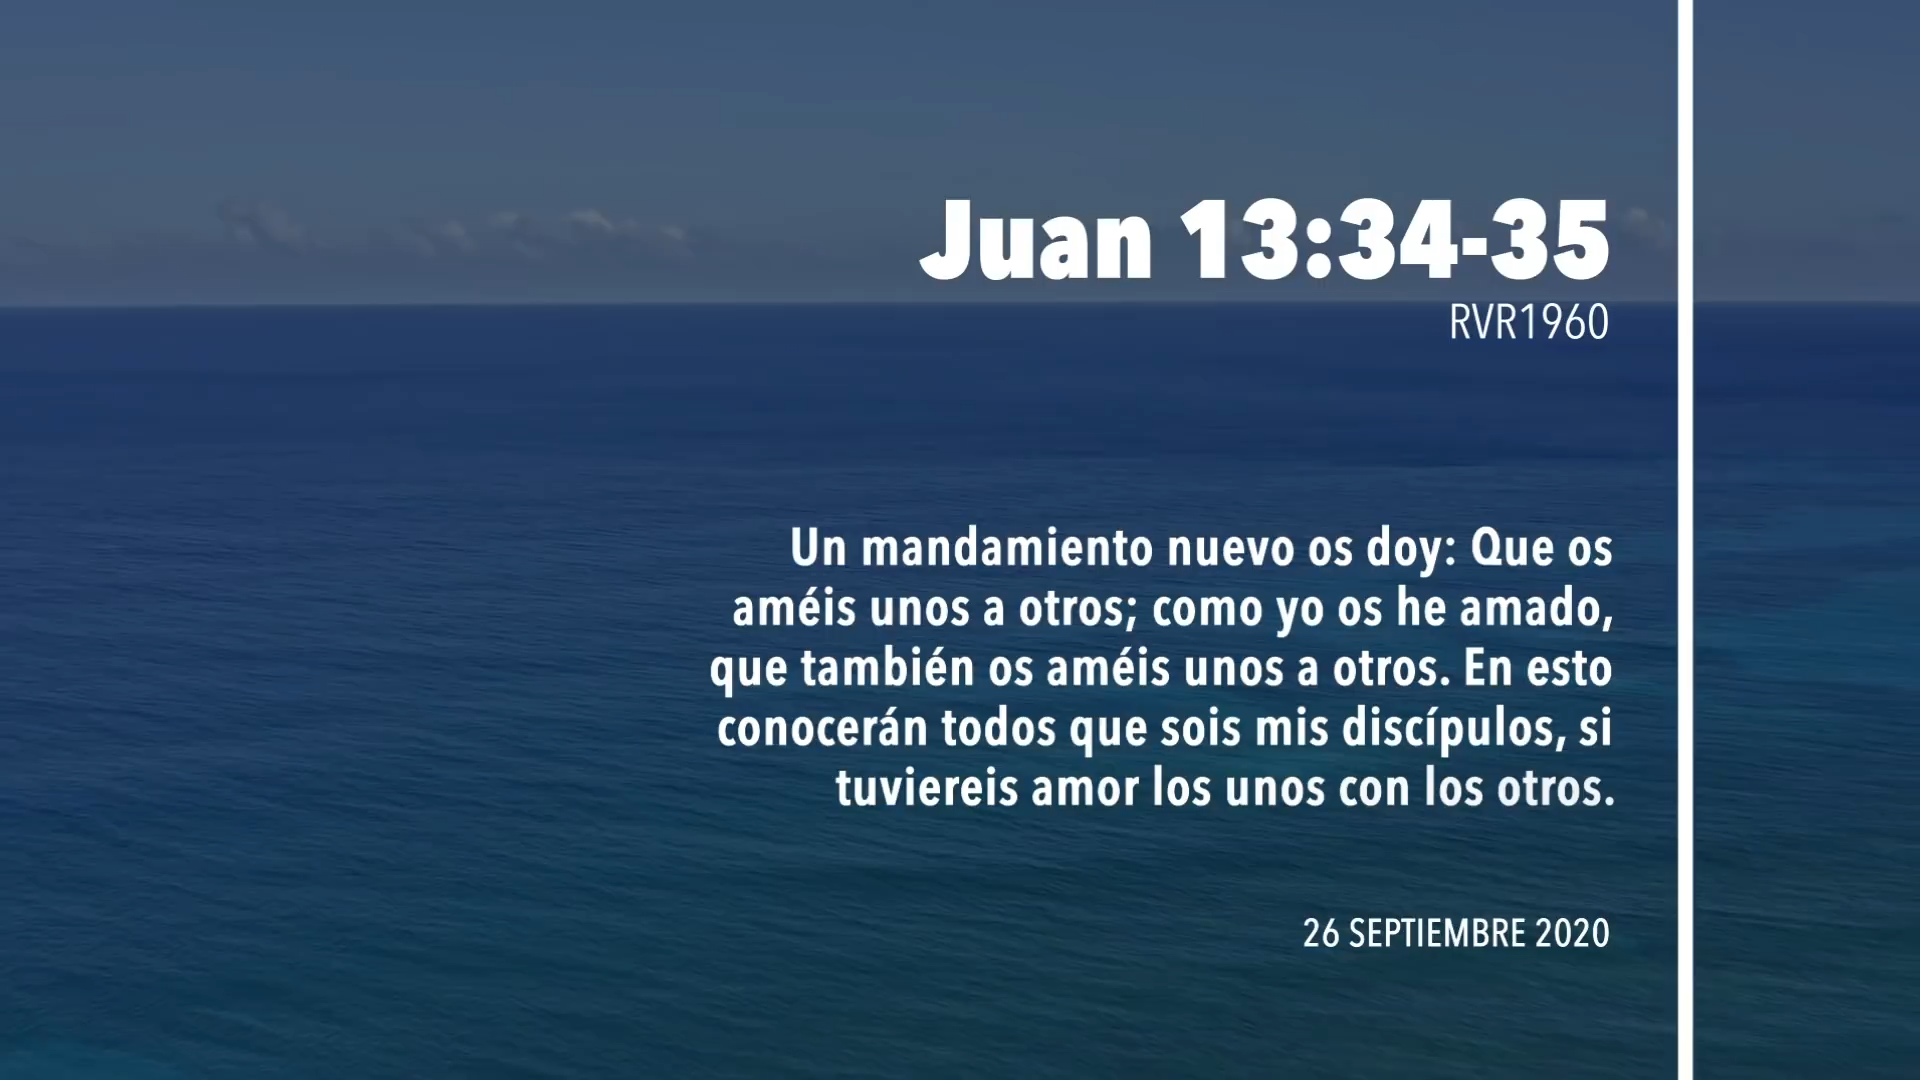 Juan 13:34-35
RVR1960
Un mandamiento nuevo os doy: Que os
améis unos a otros; como yo os he amado,
que también os améis unos a otros. En esto
conocerán todos que sois mis discípulos, si
tuviereis amor los unos con los otros.
26 SEPTIEMBRE 2020